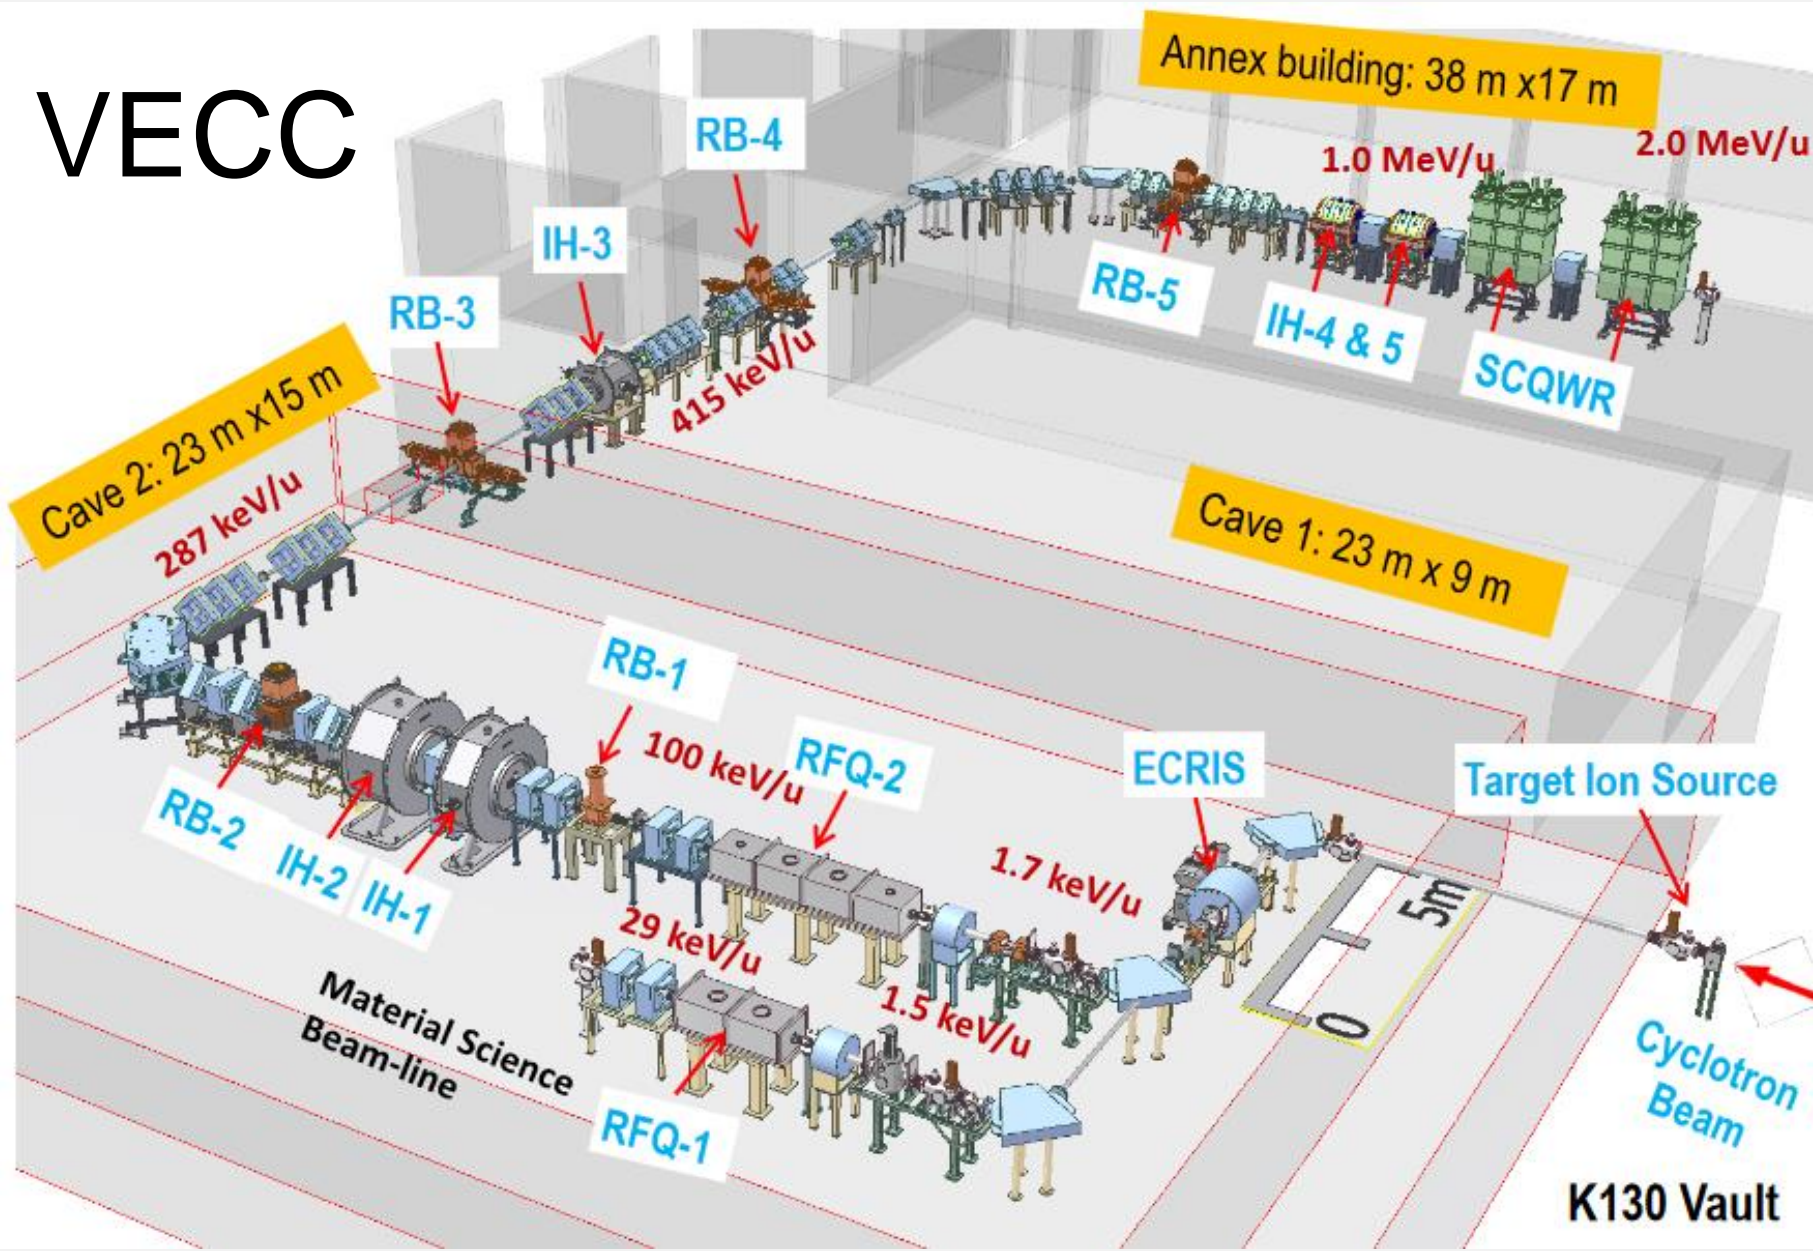 VECC
Annex building: 38 m x17 m
2.0 MeV/u
1.0 MeV/u
RB-4
IH-3
RB-3
RB-5
IH-4 & 5
SCQWR
415 keV/u
Cave 2: 23 m x15 m
287 keV/u
Cave 1: 23 m x 9 m
RB-1
100 keV/u
RFQ-2
ECRIS
Target Ion Source
RB-2
IH-2
IH-1
1.7 keV/u
5m
0
29 keV/u
1.5 keV/u
Material Science
Beam-line
RFQ-1
Cyclotron
Beam
K130 Vault